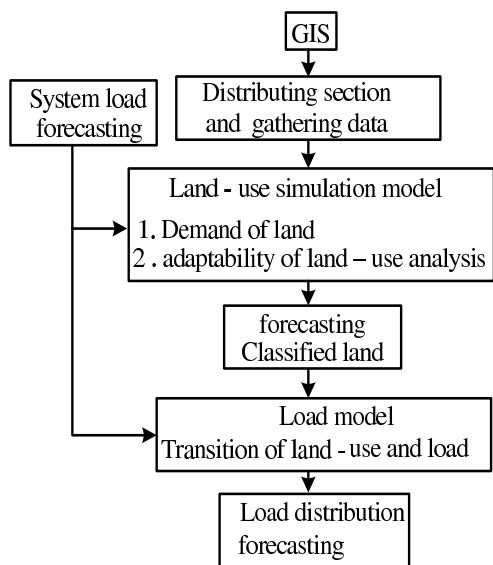 GIS
System load
forecasting
Distributing section
and gathering data
Land - use simulation model
1. Demand of land
2 . adaptability of land – use analysis
forecasting
Classified land
Load model
Transition of land - use and load
Load distribution
forecasting